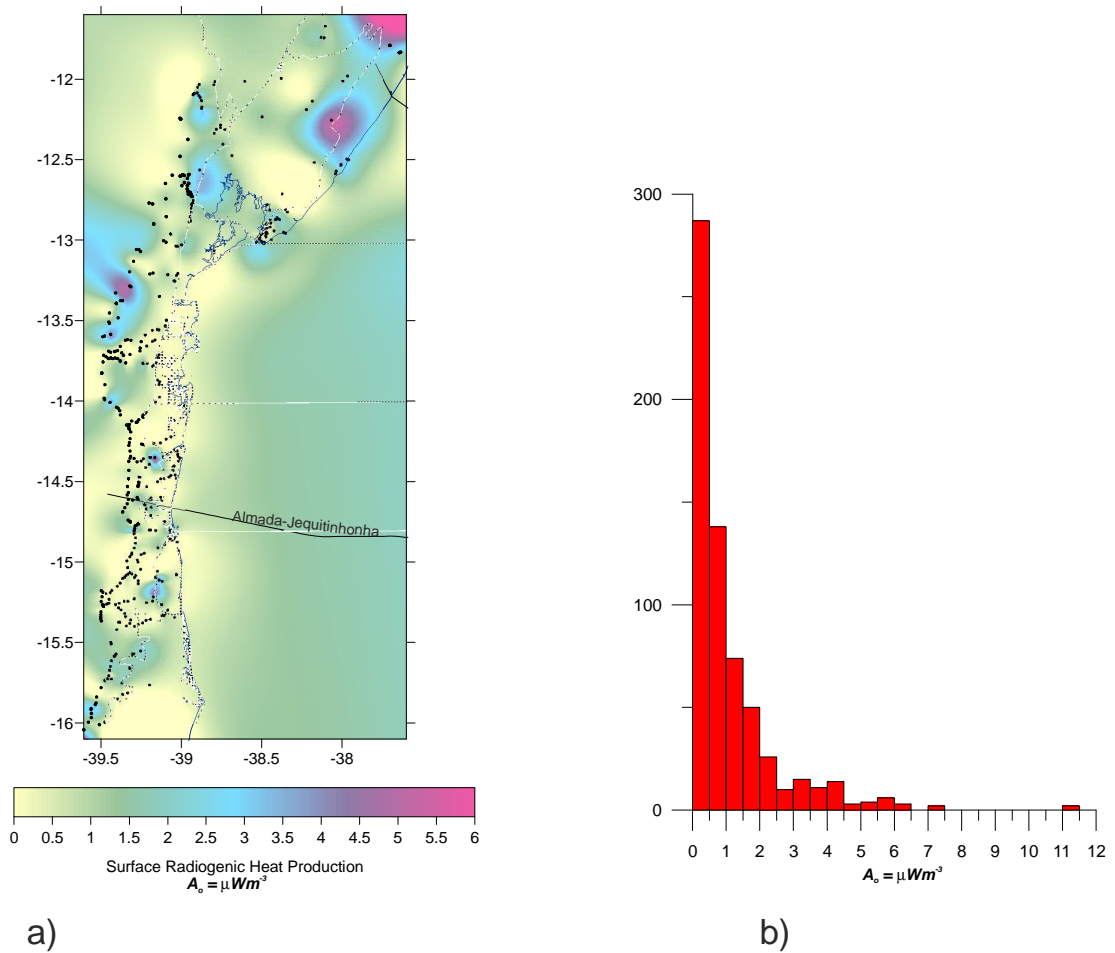 -12
-12.5
-13
-13.5
-14
-14.5
-15
-15.5
-16
Almada-Jequitinhonha
-39.5 -39 -38.5 -38
0 0.5 1 1.5 2 2.5 3 3.5 4 4.5 5 5.5 6
Surface Radiogenic Heat Production
Aₒ = μWm⁻³
a)
300
200
100
0
0 1 2 3 4 5 6 7 8 9 10 11 12
Aₒ = μWm⁻³
b)